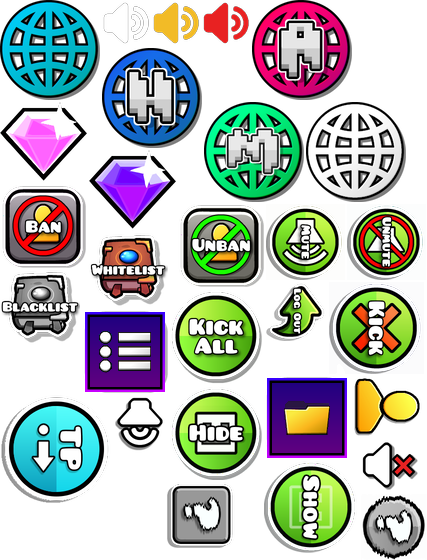 A
H
M
BAN
UNBAN
MUTE
UNMUTE
WHITELIST
BLACKLIST
LOG OUT
KICK
ALL
KICK
TP
HIDE
SHOW